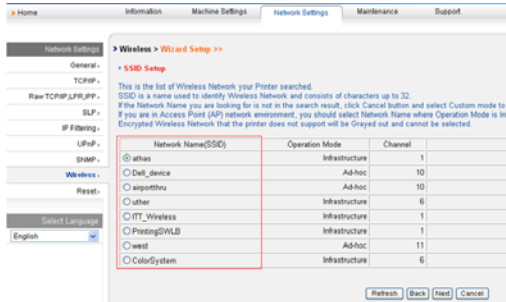 > Home
Information Machine Settings Network Settings Maintenance Support
Network Settings
General
TCP/IP
Raw TCP/IP,LPR,IPP
SLP
IP Filtering
UPnP
SNMP
Wireless
Reset
Select Language
English
Wireless > Wizard Setup >>
SSID Setup
This is the list of Wireless Network your Printer searched.
SSID is a name used to identify Wireless Network and consists of characters up to 32.
If the Network Name you are looking for is not in the search result, click Cancel button and select Custom mode to
If you are in Access Point (AP) network environment, you should select Network Name where Operation Mode is In
Encrypted Wireless Network that the printer does not support will be Grayed out and cannot be selected.
Network Name(SSID) Operation Mode Channel
athas Infrastructure 1
Dell_device Ad-hoc 10
airportthru Ad-hoc 10
uther Infrastructure 6
ITT_Wireless Infrastructure 1
PrintingSWLB Infrastructure 1
west Ad-hoc 11
ColorSystem Infrastructure 6
Refresh Back Next Cancel